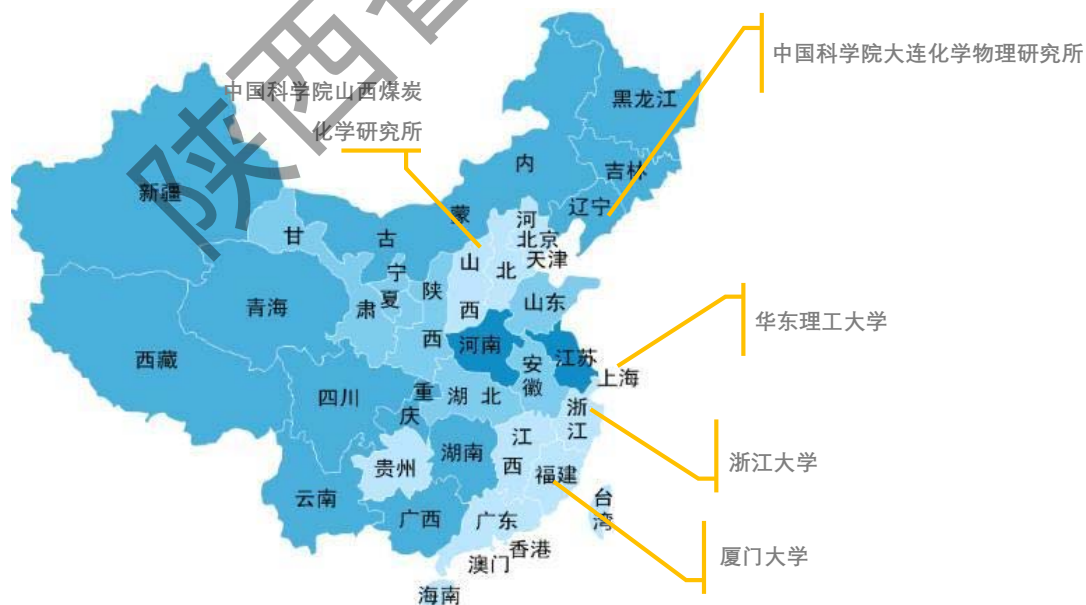 中国科学院大连化学物理研究所
中国科学院山西煤炭
化学研究所
黑龙江
内
吉林
新疆
辽宁
蒙
河
甘
古
北京
山
北
天津
宁
夏
陕
青海
肃
山东
西
华东理工大学
西
河南
江苏
西藏
安
徽
上海
四川
重
庆
湖
北
浙
江
江
湖南
西
浙江大学
贵州
福建
云南
台
湾
广西
广东
香港
厦门大学
澳门
海南
陕西省